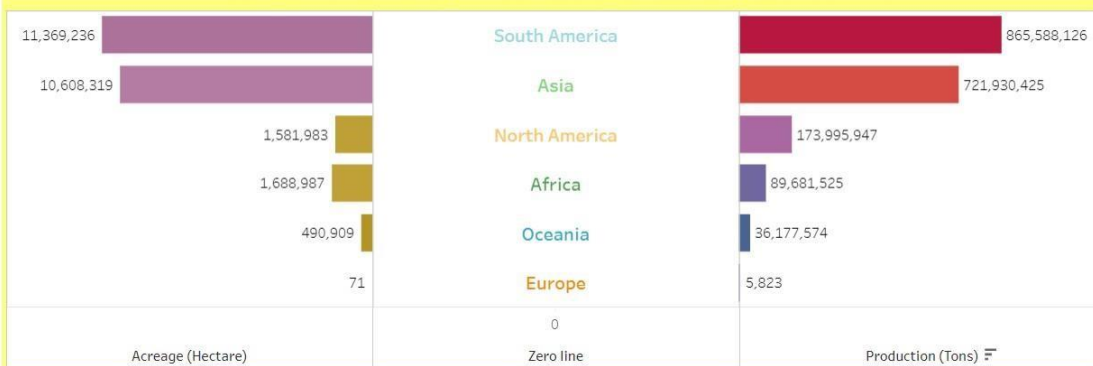 11,369,236 South America 865,588,126
10,608,319 Asia 721,930,425
1,581,983 North America 173,995,947
1,688,987 Africa 89,681,525
490,909 Oceania 36,177,574
71 Europe 5,823
0
Acreage (Hectare) Zero line Production (Tons)